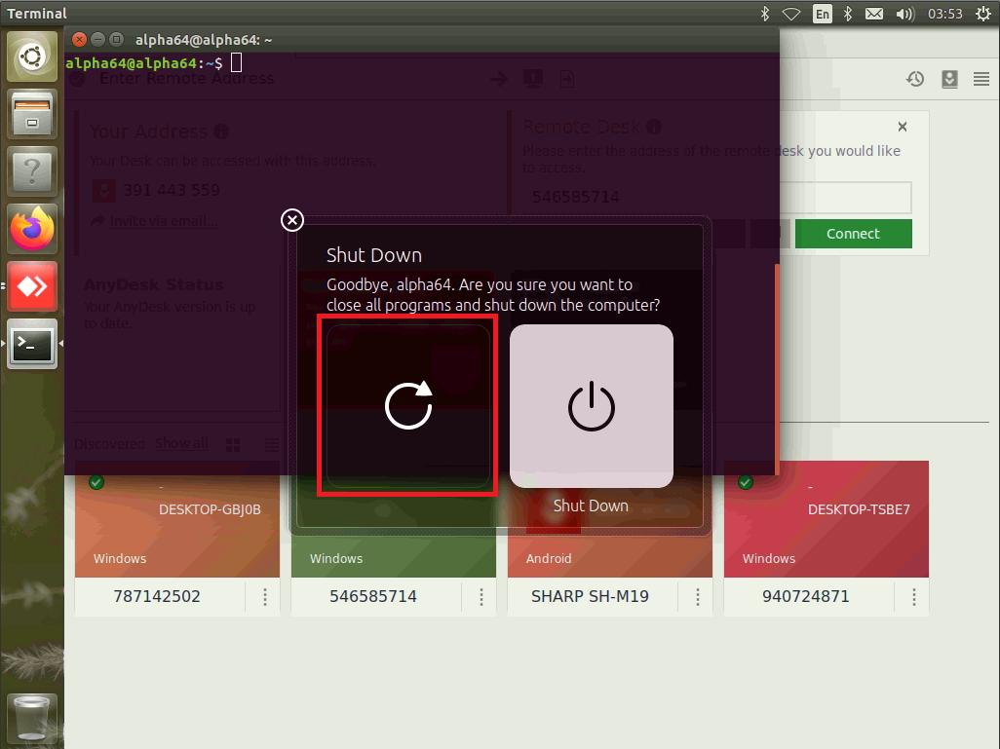 Terminal
En
03:53
alpha64@alpha64: ~
alpha64@alpha64:~$
Enter Remote Address
Your Address
Your Desk can be accessed with this address.
391 443 559
Invite via email...
Remote Desk
Please enter the address of the remote desk you would like
to access.
546585714
Connect
AnyDesk Status
Your AnyDesk version is up
to date.
Shut Down
Goodbye, alpha64. Are you sure you want to
close all programs and shut down the computer?
Shut Down
Discovered Show all
-
DESKTOP-GBJ0B
Windows
787142502
Windows
546585714
Android
SHARP SH-M19
-
DESKTOP-TSBE7
Windows
940724871